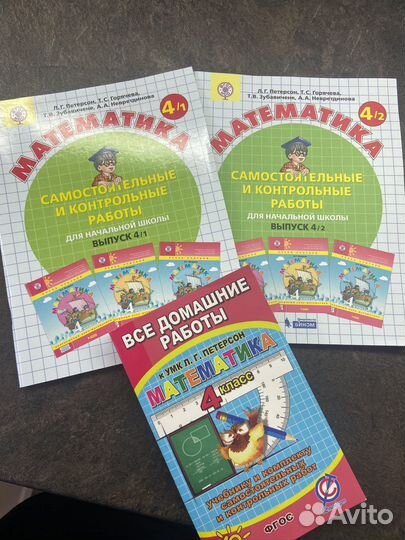 Л.Г. Петерсон, Т.С. Горячева,
Т.В. Зубавичене, А.А. Невретдинова
МАТЕМАТИКА
4/1
САМОСТОЯТЕЛЬНЫЕ
И КОНТРОЛЬНЫЕ
РАБОТЫ
ДЛЯ НАЧАЛЬНОЙ ШКОЛЫ
ВЫПУСК 4/1
Л.Г. Петерсон, Т.С. Горячева,
Т.В. Зубавичене, А.А. Невретдинова
МАТЕМАТИКА
4/2
САМОСТОЯТЕЛЬНЫЕ
И КОНТРОЛЬНЫЕ
РАБОТЫ
ДЛЯ НАЧАЛЬНОЙ ШКОЛЫ
ВЫПУСК 4/2
БИНОМ
ВСЕ ДОМАШНИЕ
РАБОТЫ
К УМК Л. Г. ПЕТЕРСОН
МАТЕМАТИКА
4 КЛАСС
учебнику и комплекту
самостоятельных
и контрольных работ
ФГОС
Avito